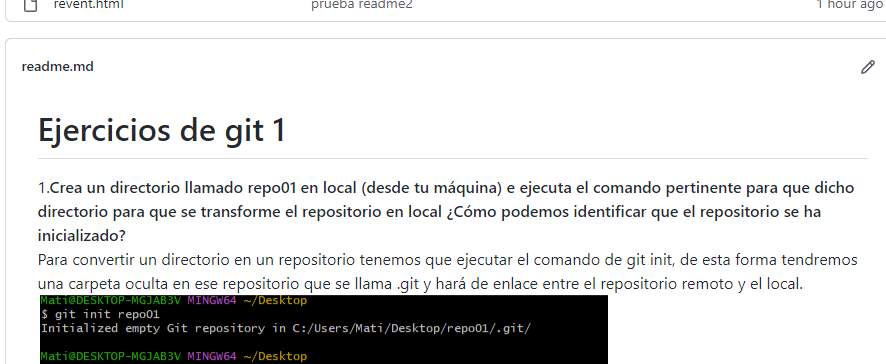 revent.html prueba readme2 1 hour ago
readme.md
Ejercicios de git 1
1.Crea un directorio llamado repo01 en local (desde tu máquina) e ejecuta el comando pertinente para que dicho
directorio para que se transforme el repositorio en local ¿Cómo podemos identificar que el repositorio se ha
inicializado?
Para convertir un directorio en un repositorio tenemos que ejecutar el comando de git init, de esta forma tendremos
una carpeta oculta en ese repositorio que se llama .git y hará de enlace entre el repositorio remoto y el local.
Mati@DESKTOP-MGJAB3V MINGW64 ~/Desktop
$ git init repo01
Initialized empty Git repository in C:/Users/Mati/Desktop/repo01/.git/
Mati@DESKTOP-MGJAB3V MINGW64 ~/Desktop